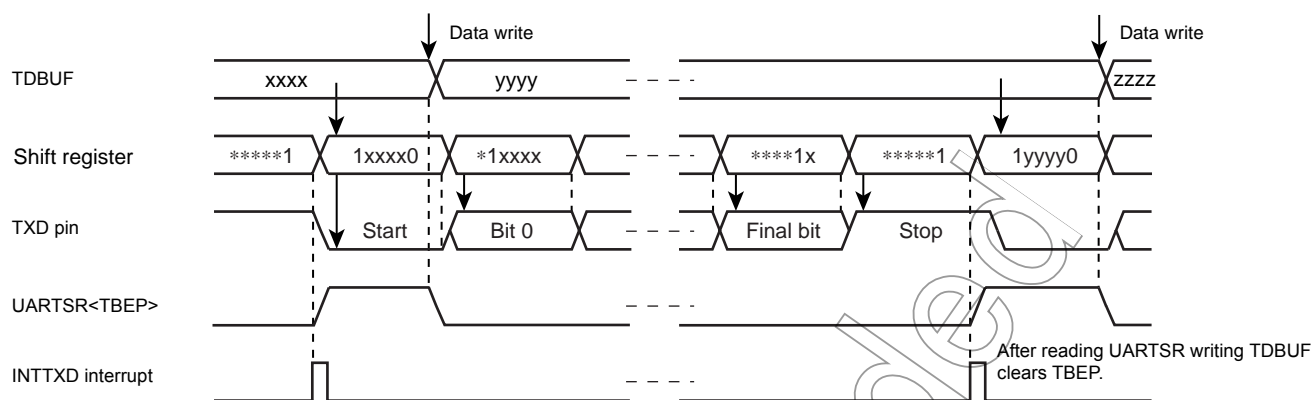 Data write
Data write
TDBUF
xxxx
yyyy
zzzz
Shift register
*****1
1xxxx0
*1xxxx
****1x
*****1
1yyyy0
TXD pin
Start
Bit 0
Final bit
Stop
UARTSR<TBEP>
After reading UARTSR writing TDBUF
clears TBEP.
INTTXD interrupt